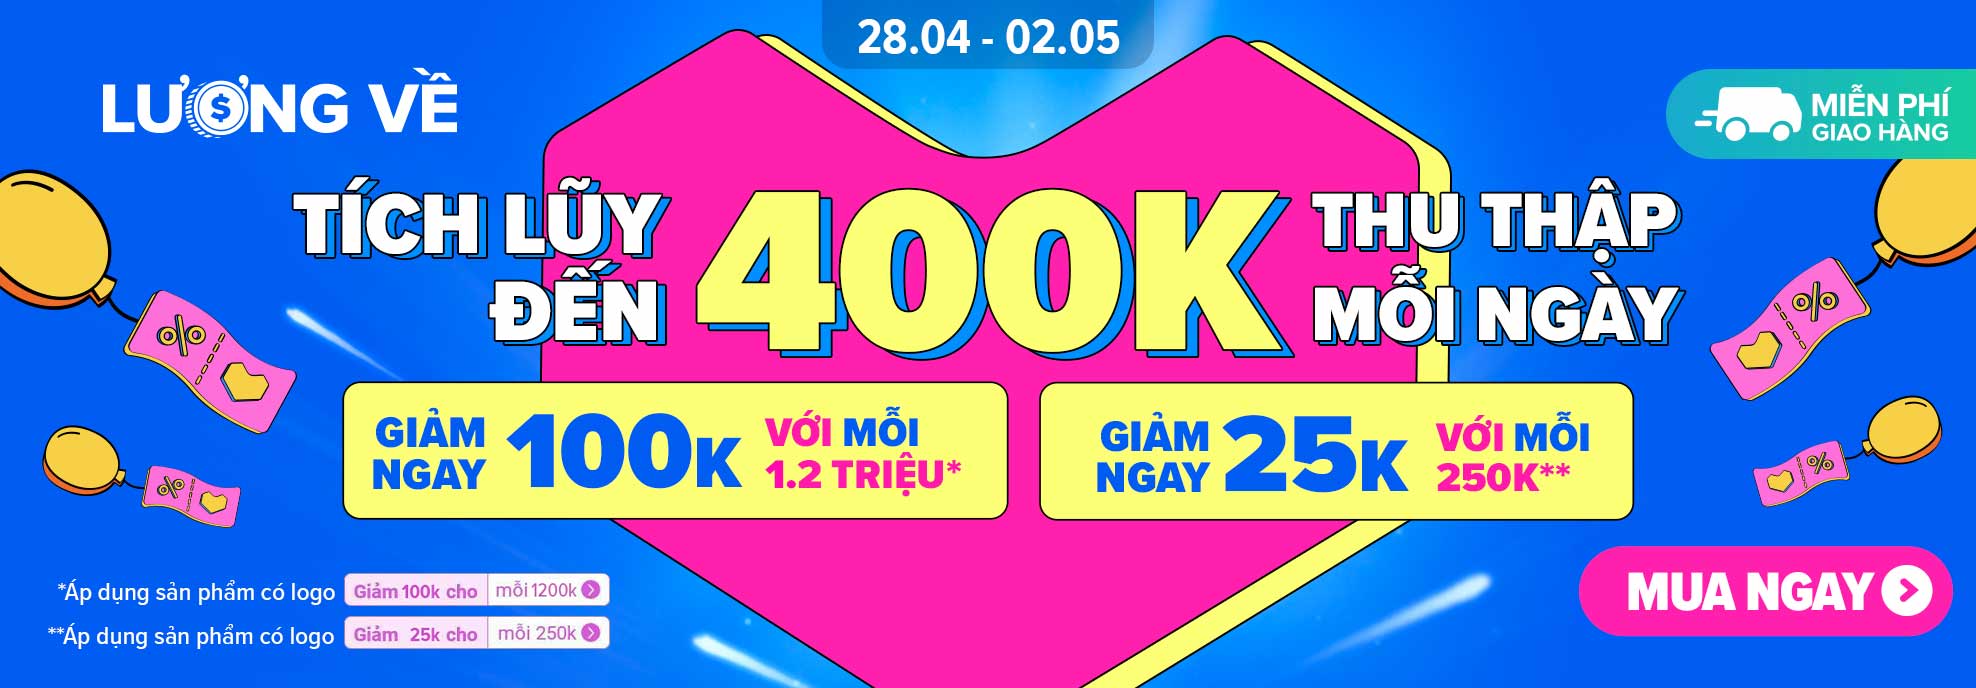 28.04 - 02.05
LƯƠNG VỀ
MIỄN PHÍ
GIAO HÀNG
TÍCH LŨY
ĐẾN
400K
THU THẬP
MỖI NGÀY
GIẢM
NGAY
100K
VỚI MỖI
1.2 TRIỆU*
GIẢM
NGAY
25K
VỚI MỖI
250K**
*Áp dụng sản phẩm có logo
Giảm 100k cho mỗi 1200k
**Áp dụng sản phẩm có logo
Giảm 25k cho mỗi 250k
MUA NGAY